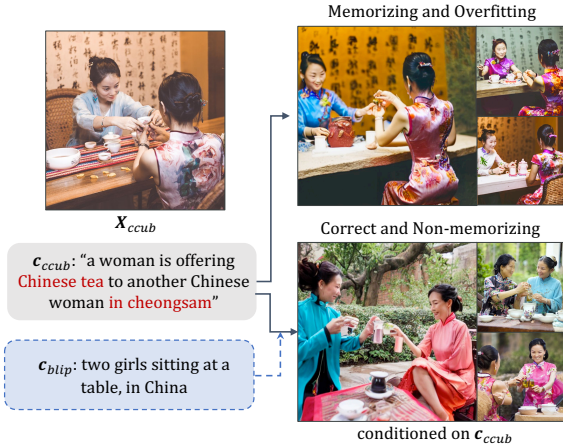 Memorizing and Overfitting
X_ccub
c_ccub: “a woman is offering
Chinese tea to another Chinese
woman in cheongsam”
Correct and Non-memorizing
c_blip: two girls sitting at a
table, in China
conditioned on c_ccub